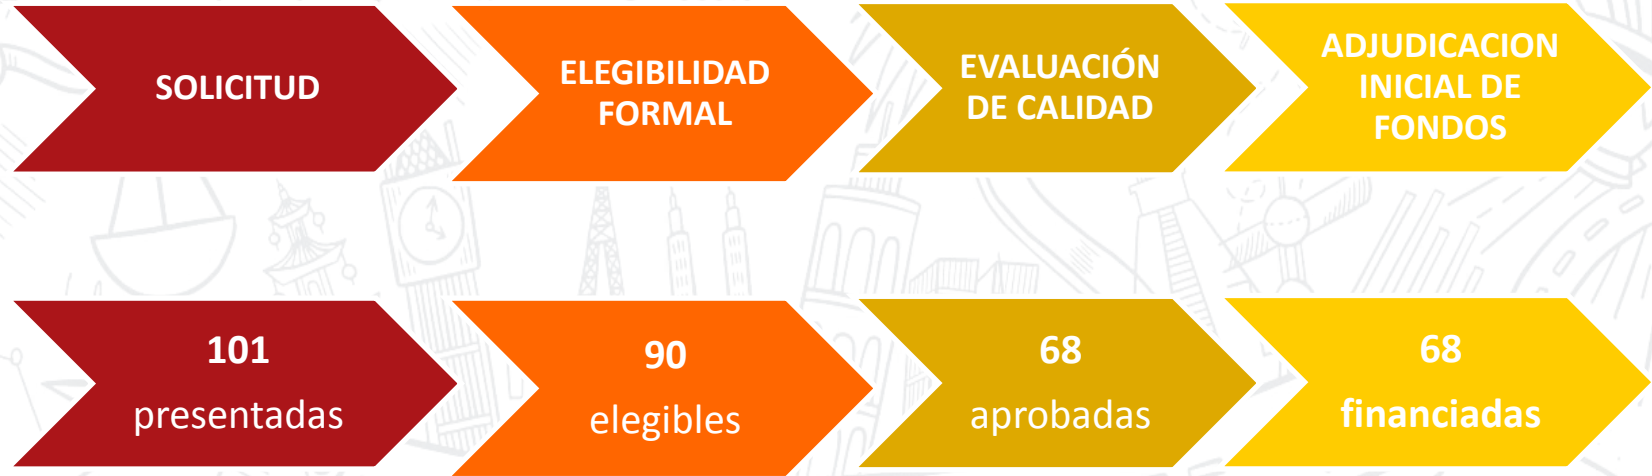 SOLICITUD
ELEGIBILIDAD
FORMAL
EVALUACIÓN
DE CALIDAD
ADJUDICACION
INICIAL DE
FONDOS
101
presentadas
90
elegibles
68
aprobadas
68
financiadas